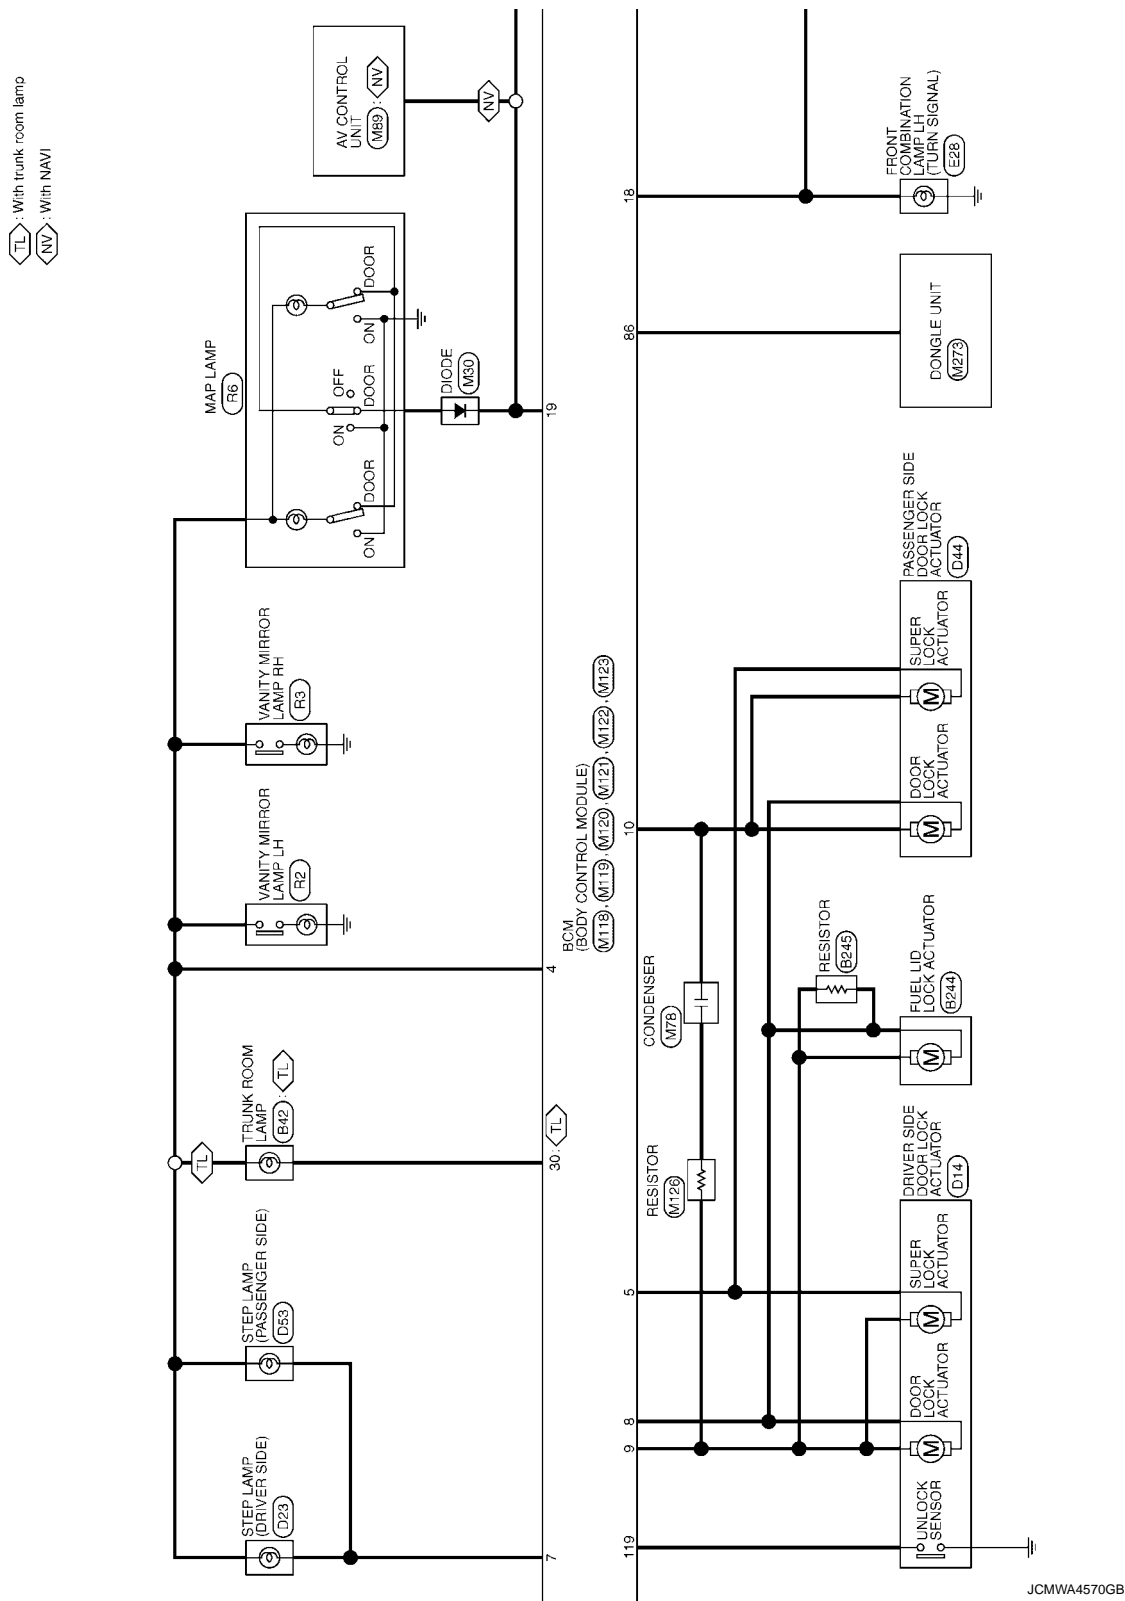 TL : With trunk room lamp
NV : With NAVI
STEP LAMP
(DRIVER SIDE)
D23
STEP LAMP
(PASSENGER SIDE)
D53
TL
TRUNK ROOM
LAMP
B42 : TL
VANITY MIRROR
LAMP LH
R2
VANITY MIRROR
LAMP RH
R3
MAP LAMP
R6
ON
DOOR
ON
OFF
DOOR
ON
DOOR
DIODE
M30
AV CONTROL
UNIT
M89 : NV
NV
7
30 : TL
4
19
BCM
(BODY CONTROL MODULE)
M118 , M119 , M120 , M121 , M122 , M123
119
9
8
5
10
86
18
RESISTOR
M126
CONDENSER
M78
UNLOCK
SENSOR
DOOR
LOCK
ACTUATOR
M
SUPER
LOCK
ACTUATOR
M
DRIVER SIDE
DOOR LOCK
ACTUATOR
D14
RESISTOR
B245
FUEL LID
LOCK ACTUATOR
B244
M
DOOR
LOCK
ACTUATOR
M
SUPER
LOCK
ACTUATOR
M
PASSENGER SIDE
DOOR LOCK
ACTUATOR
D44
DONGLE UNIT
M273
FRONT
COMBINATION
LAMP LH
(TURN SIGNAL)
E28
JCMWA4570GB